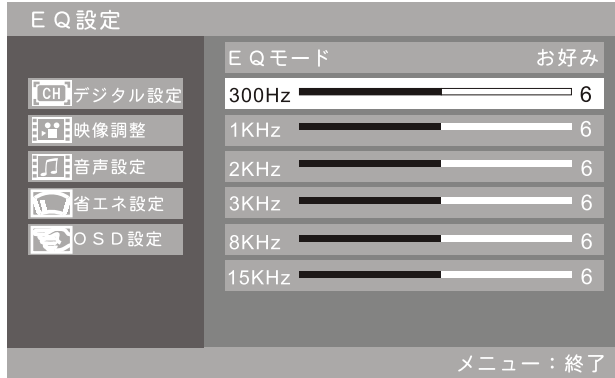 ＥＱ設定
CH デジタル設定
映像調整
音声設定
省エネ設定
ＯＳＤ設定
ＥＱモード お好み
300Hz 6
1KHz 6
2KHz 6
3KHz 6
8KHz 6
15KHz 6
メニュー：終了